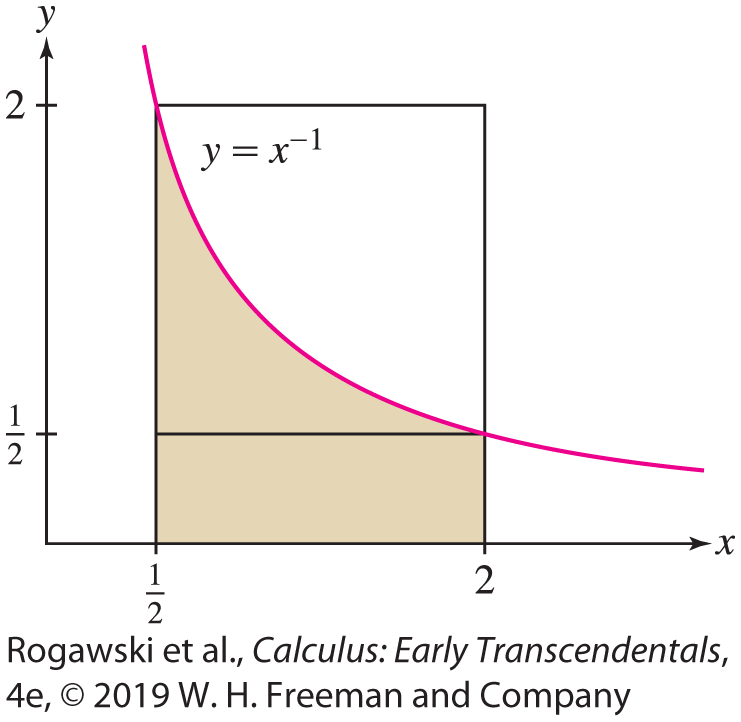 y
2
y = x⁻¹
1/2
x
1/2
2
Rogawski et al., Calculus: Early Transcendentals,
4e, © 2019 W. H. Freeman and Company